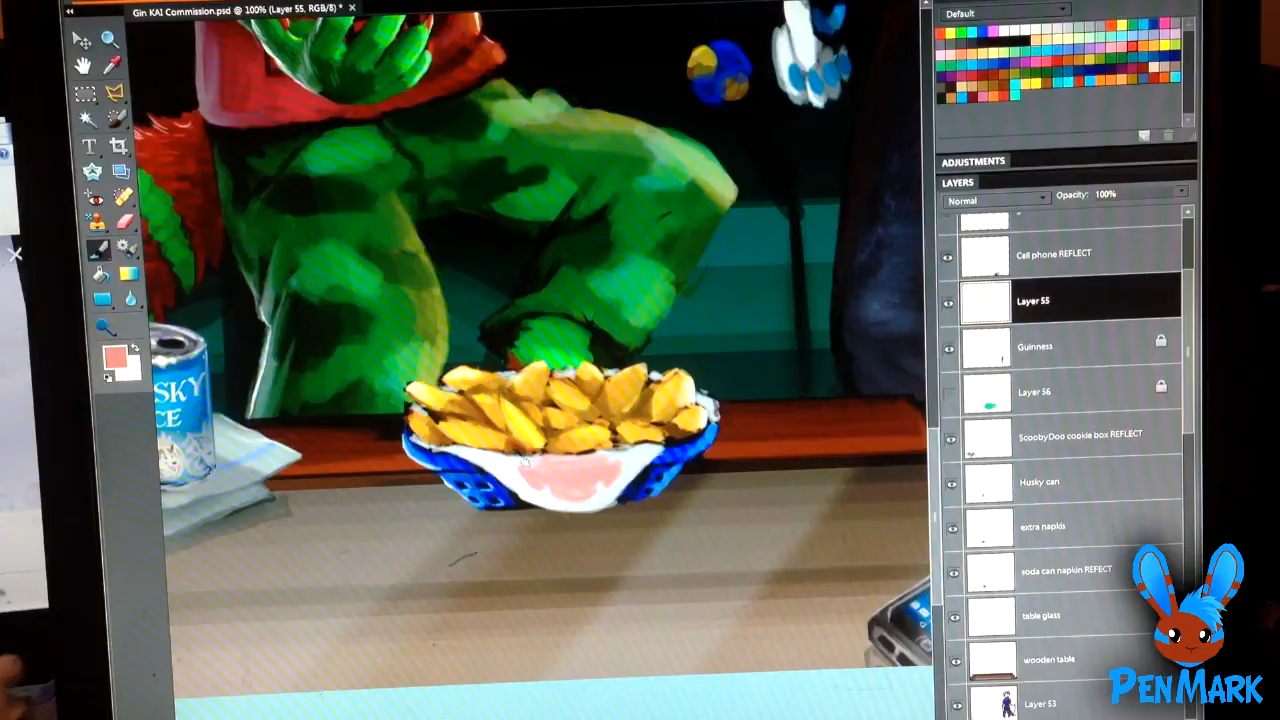 Gin KAI Commission.psd @ 100% (Layer 55, RGB/8) *
Default
ADJUSTMENTS
LAYERS
Normal
Opacity: 100%
Cell phone REFLECT
Layer 55
Guinness
Layer 56
ScoobyDoo cookie box REFLECT
Husky can
extra napkis
soda can napkin REFECT
table glass
wooden table
Layer 53
SKY
CE
PENMARK